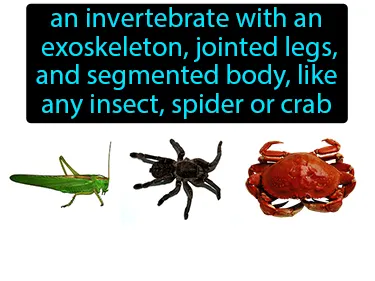 an invertebrate with an
exoskeleton, jointed legs,
and segmented body, like
any insect, spider or crab